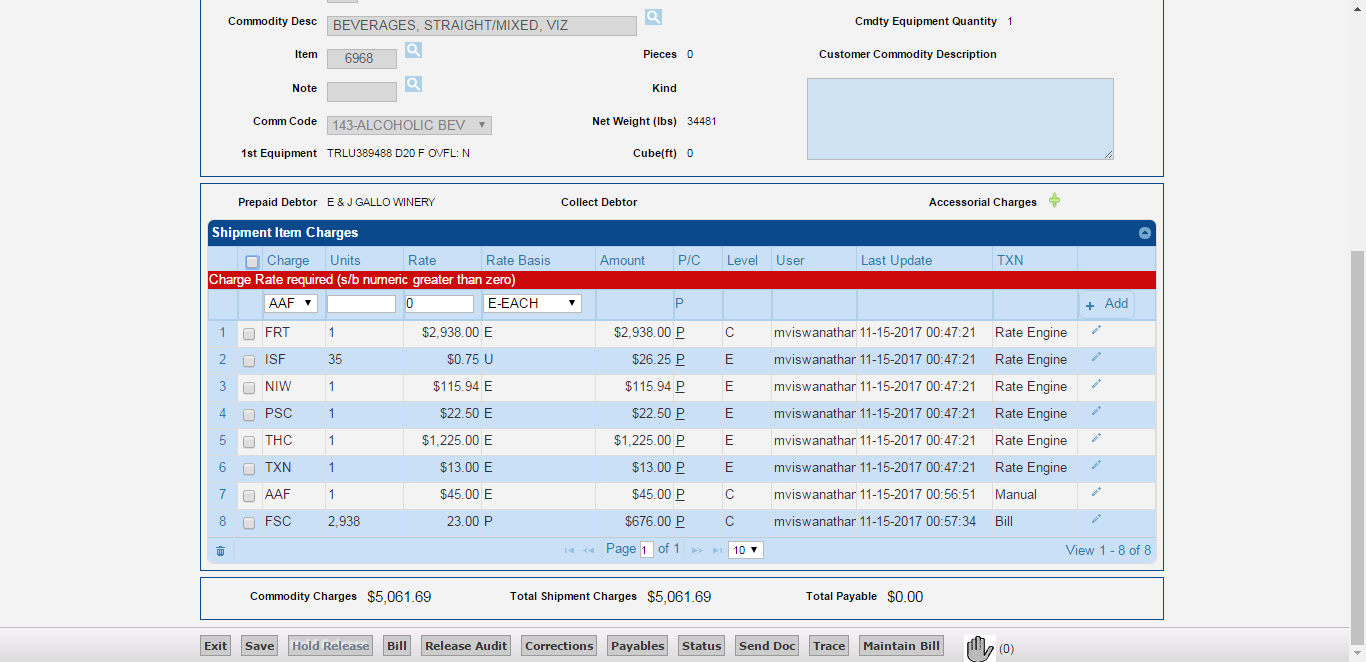 Commodity Desc BEVERAGES, STRAIGHT/MIXED, VIZ Cmdty Equipment Quantity 1
Item 6968 Pieces 0 Customer Commodity Description
Note Kind
Comm Code 143-ALCOHOLIC BEV Net Weight (lbs) 34481
1st Equipment TRLU389488 D20 F OVFL: N Cube(ft) 0
Prepaid Debtor E & J GALLO WINERY Collect Debtor Accessorial Charges
Shipment Item Charges
Charge Units Rate Rate Basis Amount P/C Level User Last Update TXN
Charge Rate required (s/b numeric greater than zero)
AAF 0 E-EACH P + Add
1 FRT 1 $2,938.00 E $2,938.00 P C mviswanathar 11-15-2017 00:47:21 Rate Engine
2 ISF 35 $0.75 U $26.25 P E mviswanathar 11-15-2017 00:47:21 Rate Engine
3 NIW 1 $115.94 E $115.94 P E mviswanathar 11-15-2017 00:47:21 Rate Engine
4 PSC 1 $22.50 E $22.50 P E mviswanathar 11-15-2017 00:47:21 Rate Engine
5 THC 1 $1,225.00 E $1,225.00 P E mviswanathar 11-15-2017 00:47:21 Rate Engine
6 TXN 1 $13.00 E $13.00 P E mviswanathar 11-15-2017 00:47:21 Rate Engine
7 AAF 1 $45.00 E $45.00 P C mviswanathar 11-15-2017 00:56:51 Manual
8 FSC 2,938 23.00 P $676.00 P C mviswanathar 11-15-2017 00:57:34 Bill
Page 1 of 1 10 View 1 - 8 of 8
Commodity Charges $5,061.69 Total Shipment Charges $5,061.69 Total Payable $0.00
Exit Save Hold Release Bill Release Audit Corrections Payables Status Send Doc Trace Maintain Bill (0)